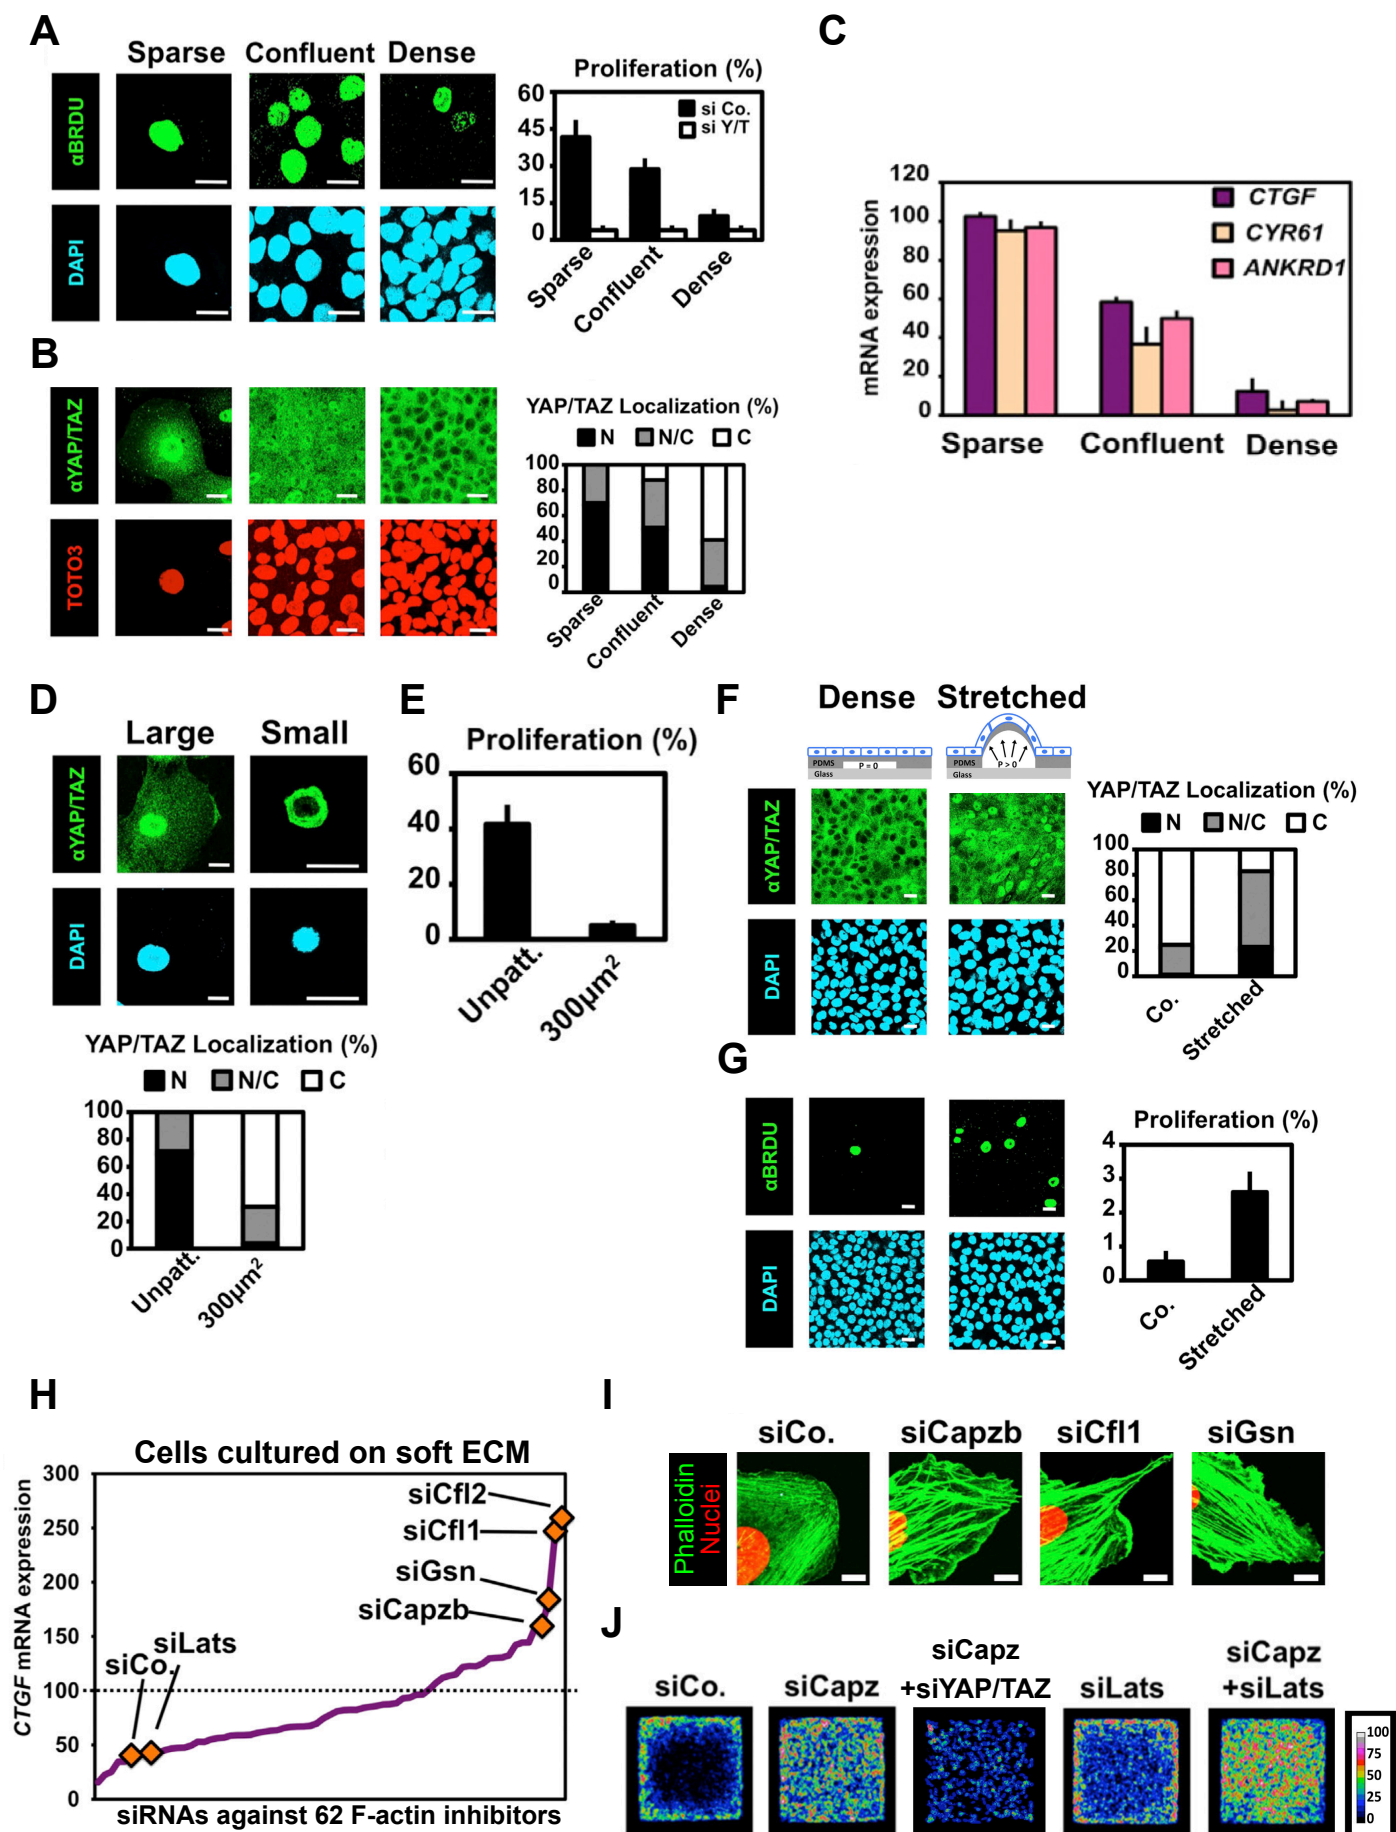 A
Sparse Confluent Dense
αBRDU
DAPI
Proliferation (%)
60
45
30
15
0
si Co.
si Y/T
Sparse
Confluent
Dense
B
αYAP/TAZ
TOTO3
YAP/TAZ Localization (%)
N N/C C
100
80
60
40
20
0
Sparse
Confluent
Dense
C
mRNA expression
120
100
80
60
40
20
0
CTGF
CYR61
ANKRD1
Sparse Confluent Dense
D
Large Small
αYAP/TAZ
DAPI
YAP/TAZ Localization (%)
N N/C C
100
80
60
40
20
0
Unpatt.
300µm²
E
Proliferation (%)
60
40
20
0
Unpatt.
300µm²
F
Dense Stretched
PDMS P = 0
Glass
PDMS P > 0
Glass
αYAP/TAZ
DAPI
YAP/TAZ Localization (%)
N N/C C
100
80
60
40
20
0
Co.
Stretched
G
αBRDU
DAPI
Proliferation (%)
4
3
2
1
0
Co.
Stretched
H
Cells cultured on soft ECM
CTGF mRNA expression
300
250
200
150
100
50
0
siCfl2
siCfl1
siGsn
siCapzb
siLats
siCo.
siRNAs against 62 F-actin inhibitors
I
siCo. siCapzb siCfl1 siGsn
Phalloidin
Nuclei
J
siCo.
siCapz
siCapz
+siYAP/TAZ
siLats
siCapz
+siLats
100
75
50
25
0